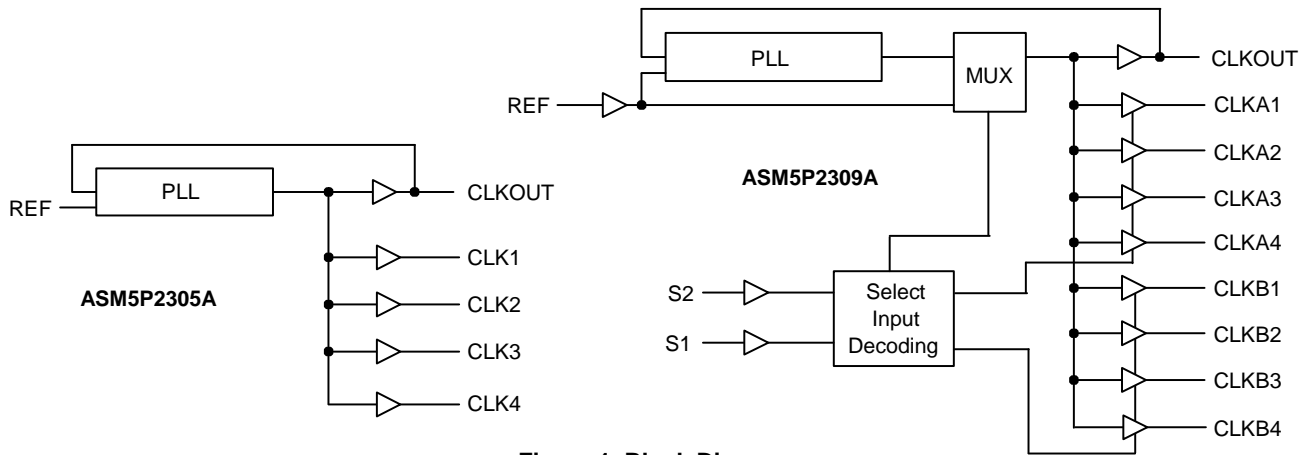 REF
PLL
CLKOUT
CLK1
CLK2
CLK3
CLK4
ASM5P2305A
REF
PLL
MUX
CLKOUT
CLKA1
CLKA2
CLKA3
CLKA4
ASM5P2309A
S2
S1
Select
Input
Decoding
CLKB1
CLKB2
CLKB3
CLKB4